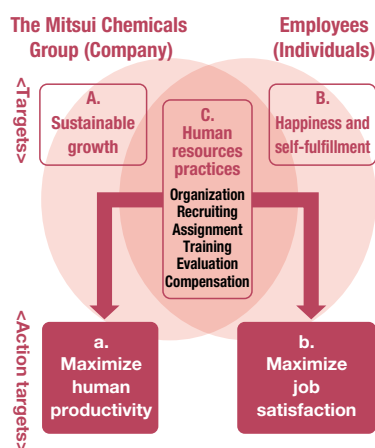 The Mitsui Chemicals
Group (Company)
Employees
(Individuals)
<Targets>
A.
Sustainable
growth
C.
Human
resources
practices
Organization
Recruiting
Assignment
Training
Evaluation
Compensation
B.
Happiness and
self-fulfillment
<Action targets>
a.
Maximize
human
productivity
b.
Maximize
job
satisfaction